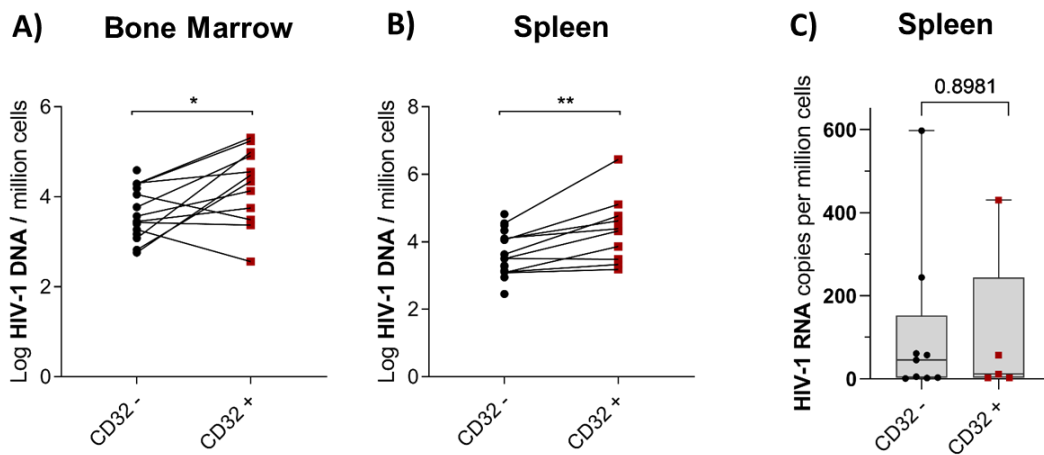 A) Bone Marrow
Log HIV-1 DNA / million cells
*
6
4
2
0
CD32 -
CD32 +
B) Spleen
Log HIV-1 DNA / million cells
**
8
6
4
2
0
CD32 -
CD32 +
C) Spleen
HIV-1 RNA copies per million cells
0.8981
600
400
200
0
CD32 -
CD32 +